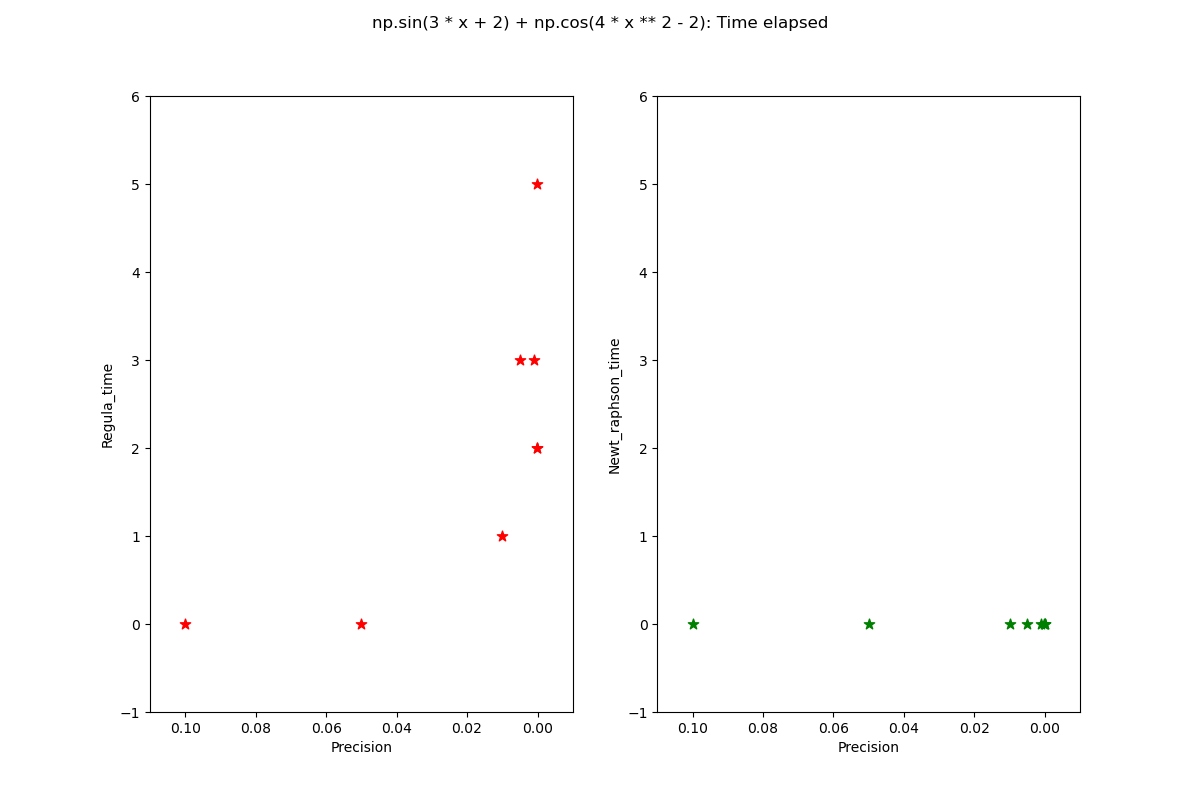 np.sin(3 * x + 2) + np.cos(4 * x ** 2 - 2): Time elapsed
6
5
4
3
2
1
0
−1
Regula_time
0.10 0.08 0.06 0.04 0.02 0.00
Precision
6
5
4
3
2
1
0
−1
Newt_raphson_time
0.10 0.08 0.06 0.04 0.02 0.00
Precision